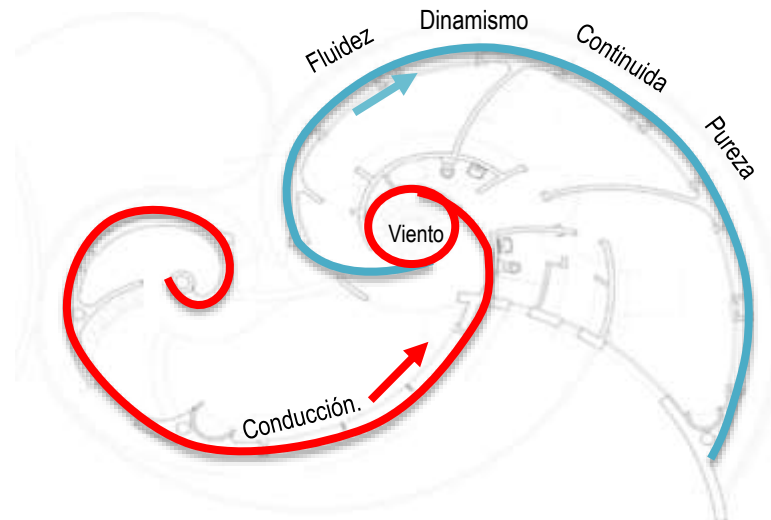 Fluidez
Dinamismo
Continuida
Pureza
Viento
Conducción.